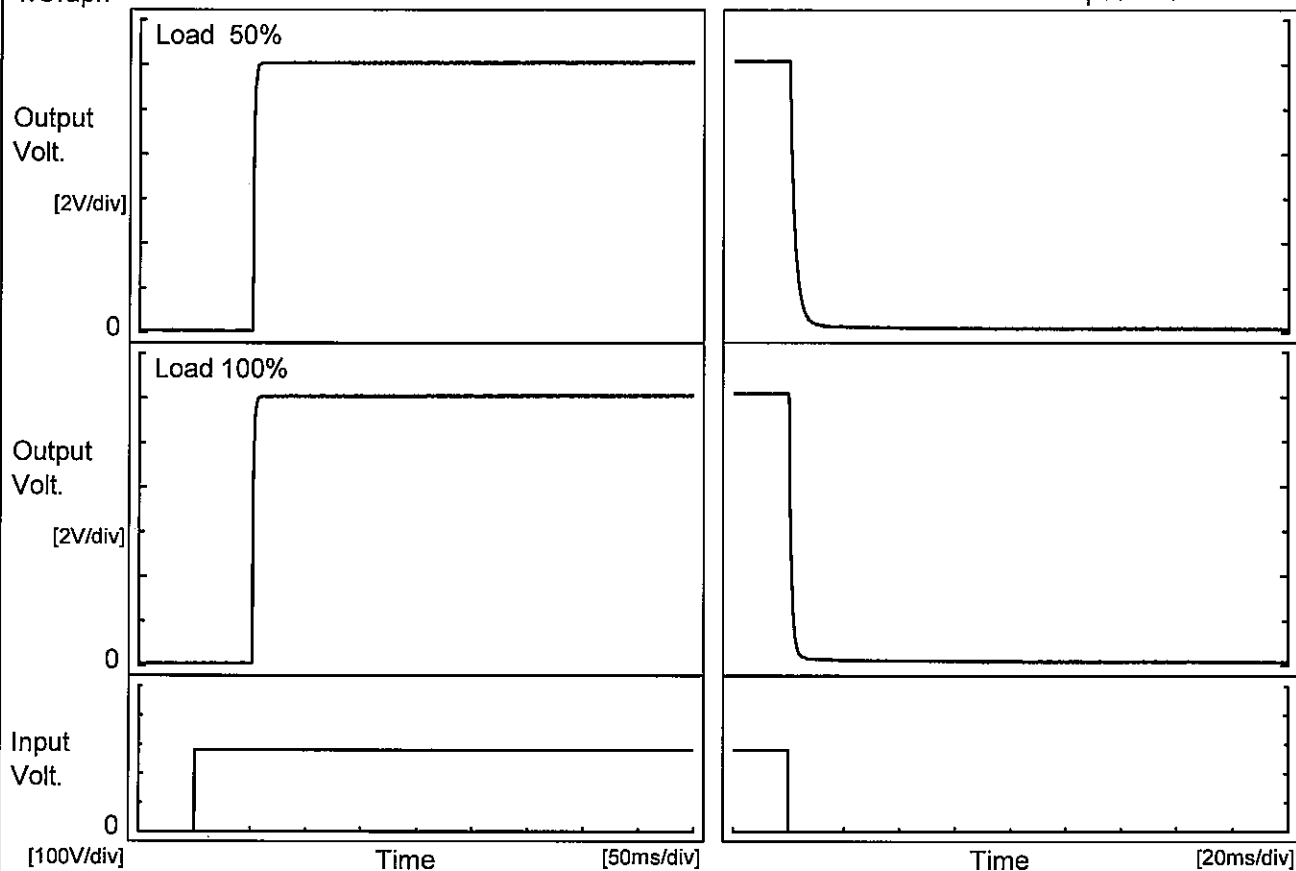 Load 50%
Output
Volt.
[2V/div]
0
Load 100%
Output
Volt.
[2V/div]
0
Input
Volt.
0
[100V/div]
Time
[50ms/div]
Time
[20ms/div]